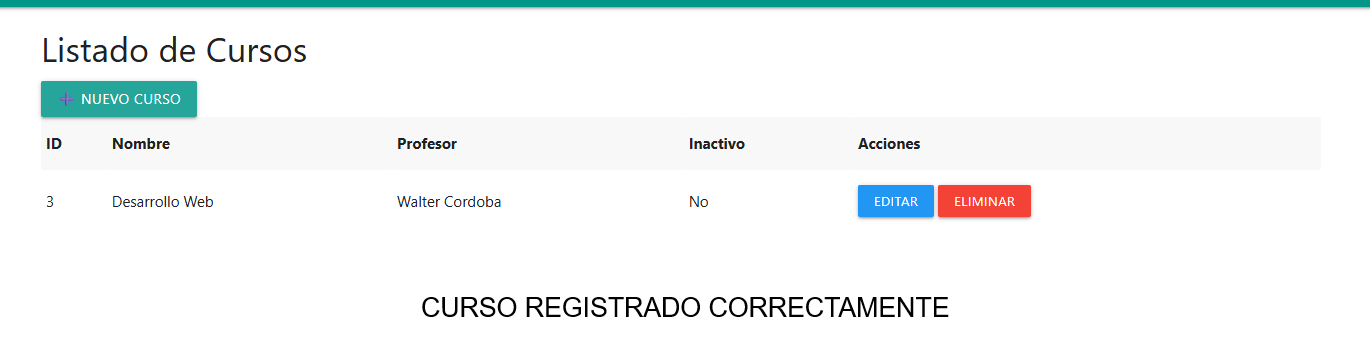 Listado de Cursos
NUEVO CURSO
ID Nombre Profesor Inactivo Acciones
3 Desarrollo Web Walter Cordoba No EDITAR ELIMINAR
CURSO REGISTRADO CORRECTAMENTE